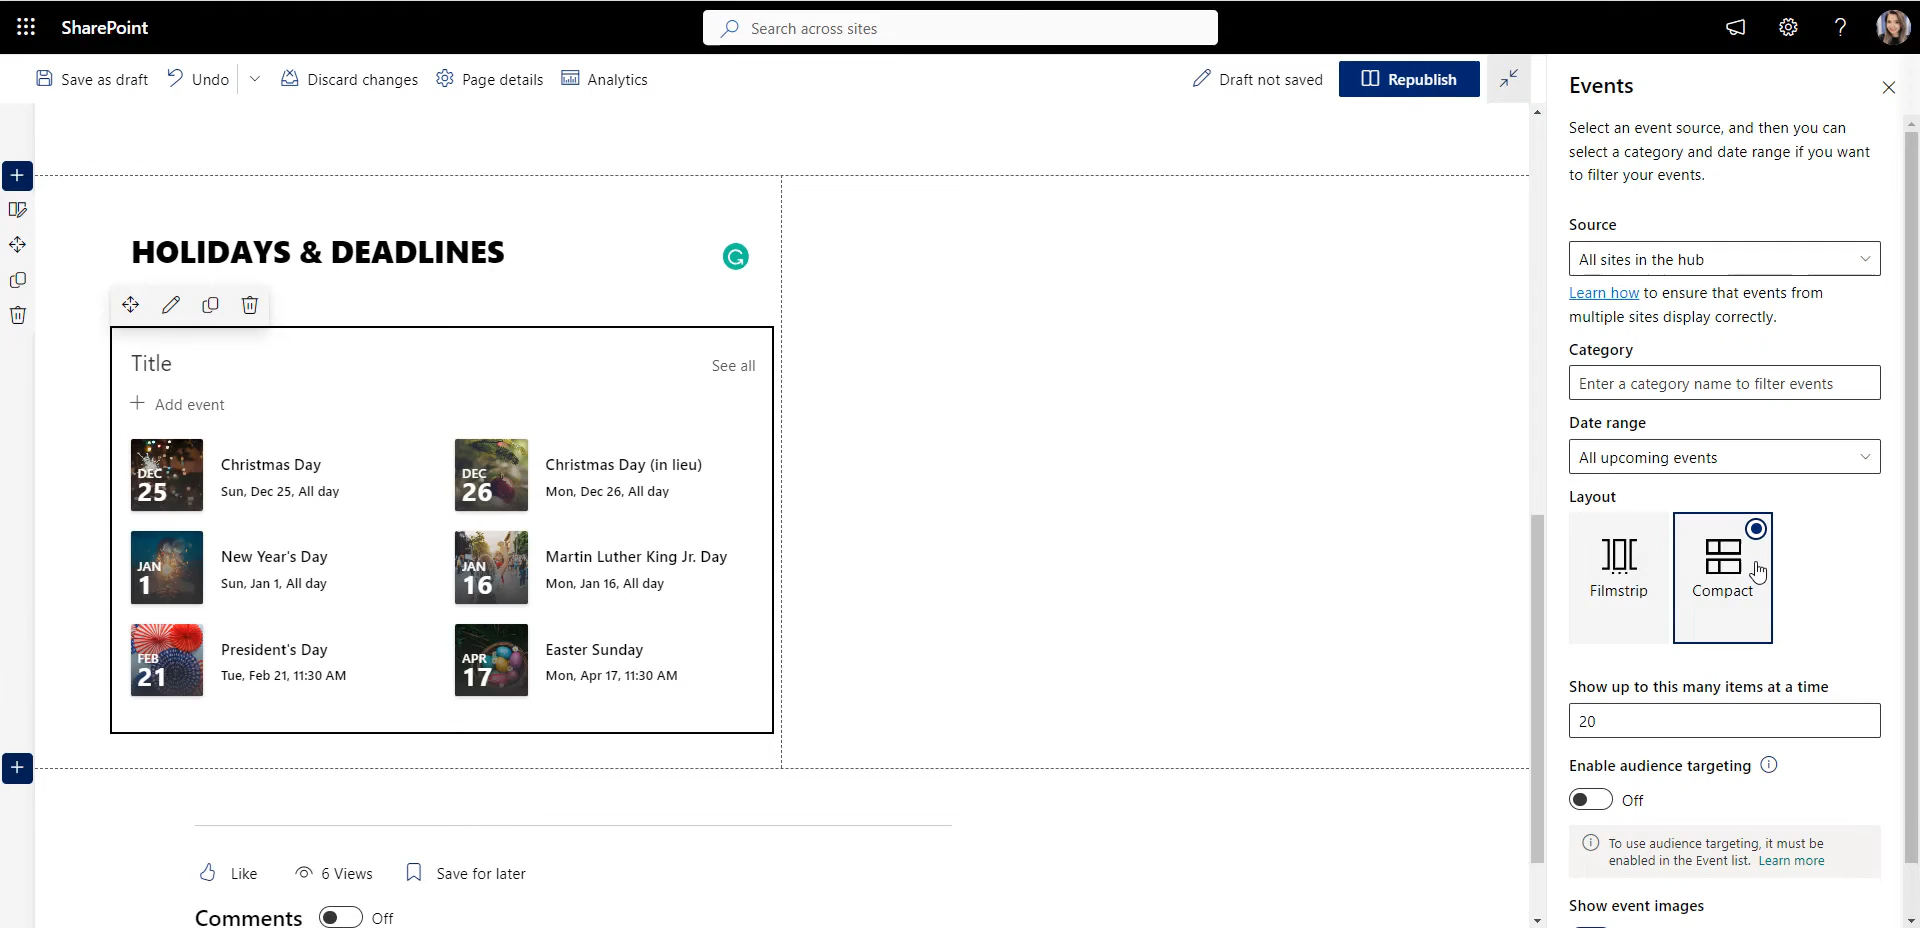 SharePoint
Search across sites
Save as draft
Undo
Discard changes
Page details
Analytics
Draft not saved
Republish
HOLIDAYS & DEADLINES
Title
See all
Add event
DEC
25
Christmas Day
Sun, Dec 25, All day
DEC
26
Christmas Day (in lieu)
Mon, Dec 26, All day
JAN
1
New Year's Day
Sun, Jan 1, All day
JAN
16
Martin Luther King Jr. Day
Mon, Jan 16, All day
FEB
21
President's Day
Tue, Feb 21, 11:30 AM
APR
17
Easter Sunday
Mon, Apr 17, 11:30 AM
Like
6 Views
Save for later
Comments
Off
Events
Select an event source, and then you can
select a category and date range if you want
to filter your events.
Source
All sites in the hub
Learn how to ensure that events from
multiple sites display correctly.
Category
Enter a category name to filter events
Date range
All upcoming events
Layout
Filmstrip
Compact
Show up to this many items at a time
20
Enable audience targeting
Off
To use audience targeting, it must be
enabled in the Event list. Learn more
Show event images